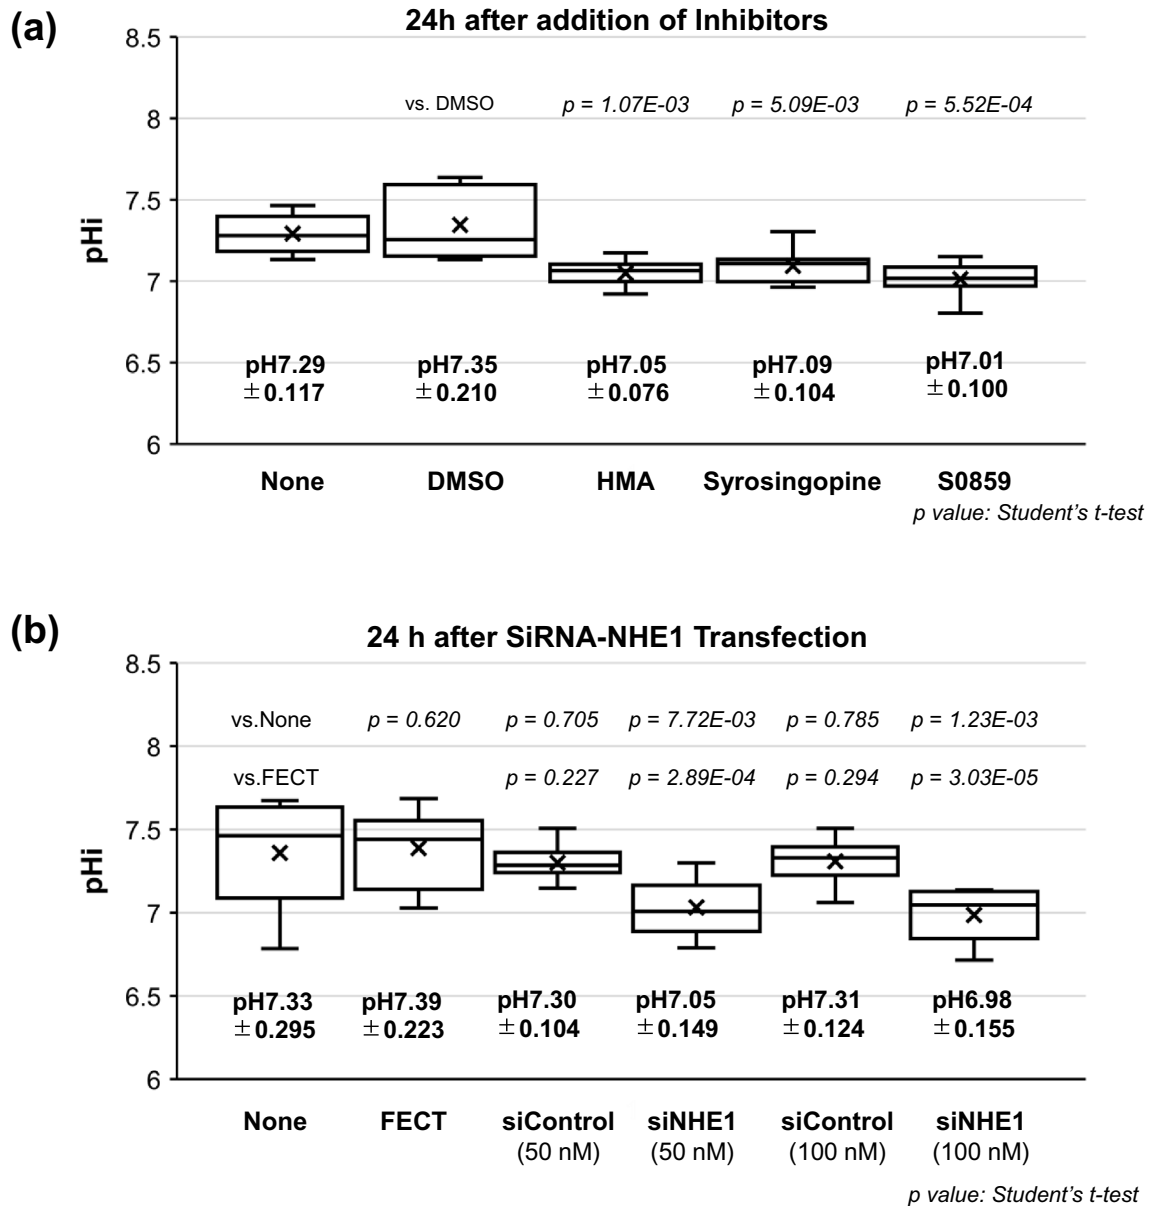 (a)
24h after addition of Inhibitors
8.5
vs. DMSO p = 1.07E-03 p = 5.09E-03 p = 5.52E-04
8
7.5
pHi
7
6.5
pH7.29 pH7.35 pH7.05 pH7.09 pH7.01
±0.117 ±0.210 ±0.076 ±0.104 ±0.100
6
None DMSO HMA Syrosingopine S0859
p value: Student's t-test
(b)
24 h after SiRNA-NHE1 Transfection
8.5
vs.None p = 0.620 p = 0.705 p = 7.72E-03 p = 0.785 p = 1.23E-03
8
vs.FECT p = 0.227 p = 2.89E-04 p = 0.294 p = 3.03E-05
7.5
pHi
7
6.5
pH7.33 pH7.39 pH7.30 pH7.05 pH7.31 pH6.98
±0.295 ±0.223 ±0.104 ±0.149 ±0.124 ±0.155
6
None FECT siControl siNHE1 siControl siNHE1
(50 nM) (50 nM) (100 nM) (100 nM)
p value: Student's t-test